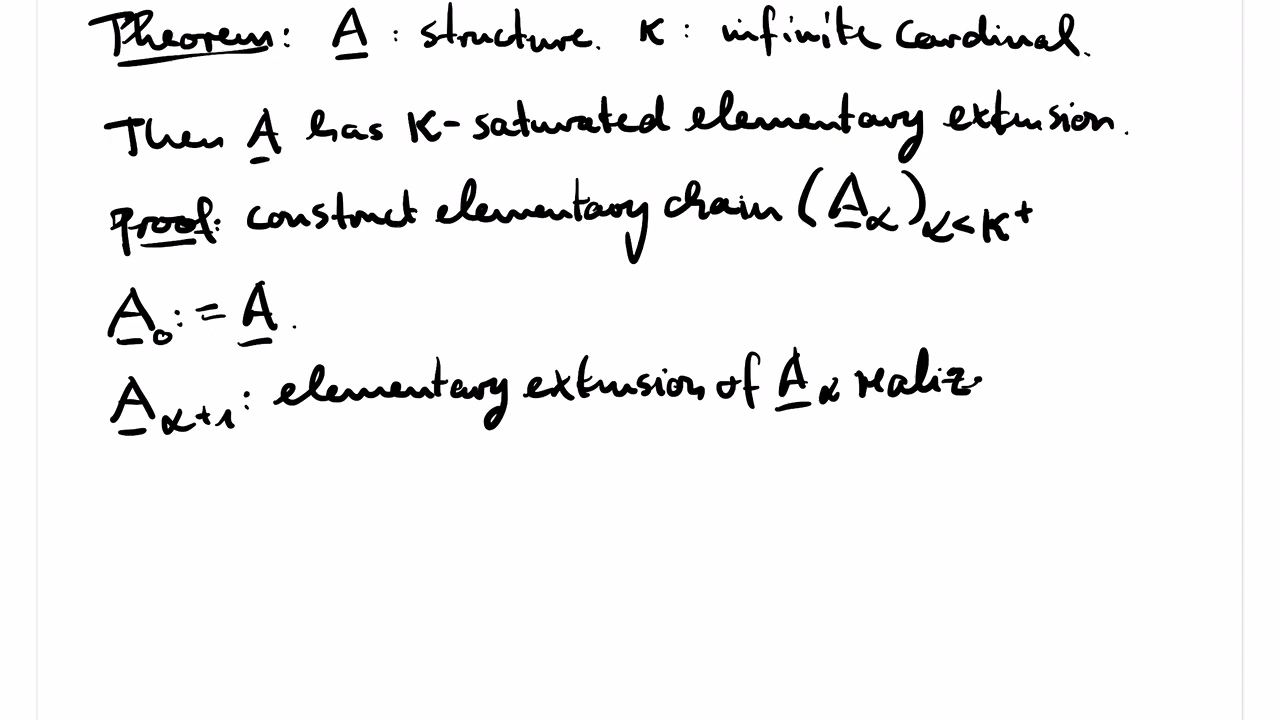 Theorem: A : structure. κ : infinite cardinal.
Then A has κ-saturated elementary extension.
Proof: construct elementary chain (A_α)_{α<κ⁺}
A_0 := A.
A_{α+1} : elementary extension of A_α realiz